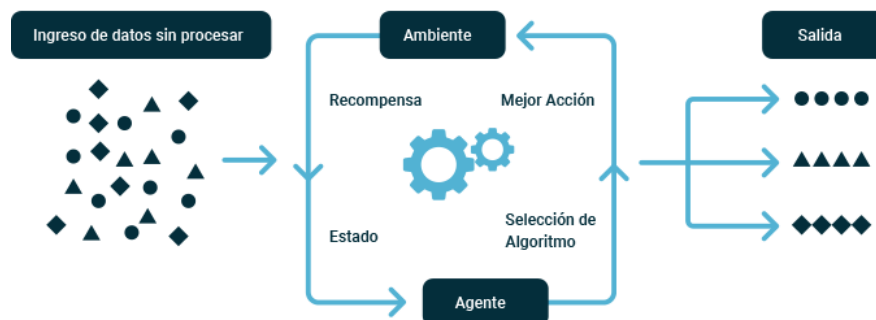 Ingreso de datos sin procesar
Ambiente
Salida
Recompensa
Mejor Acción
Estado
Selección de
Algoritmo
Agente